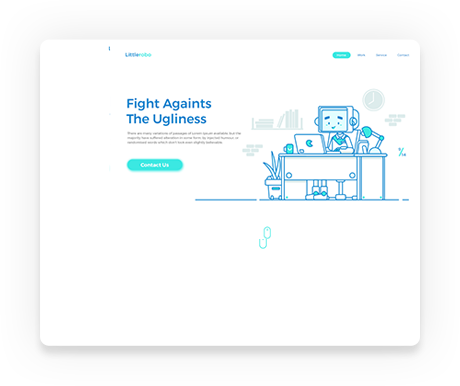 Littlerobo
Home Work Service Contact
Fight Againts
The Ugliness
There are many variations of passages of Lorem Ipsum available, but the
majority have suffered alteration in some form, by injected humour, or
randomised words which don't look even slightly believable.
Contact Us